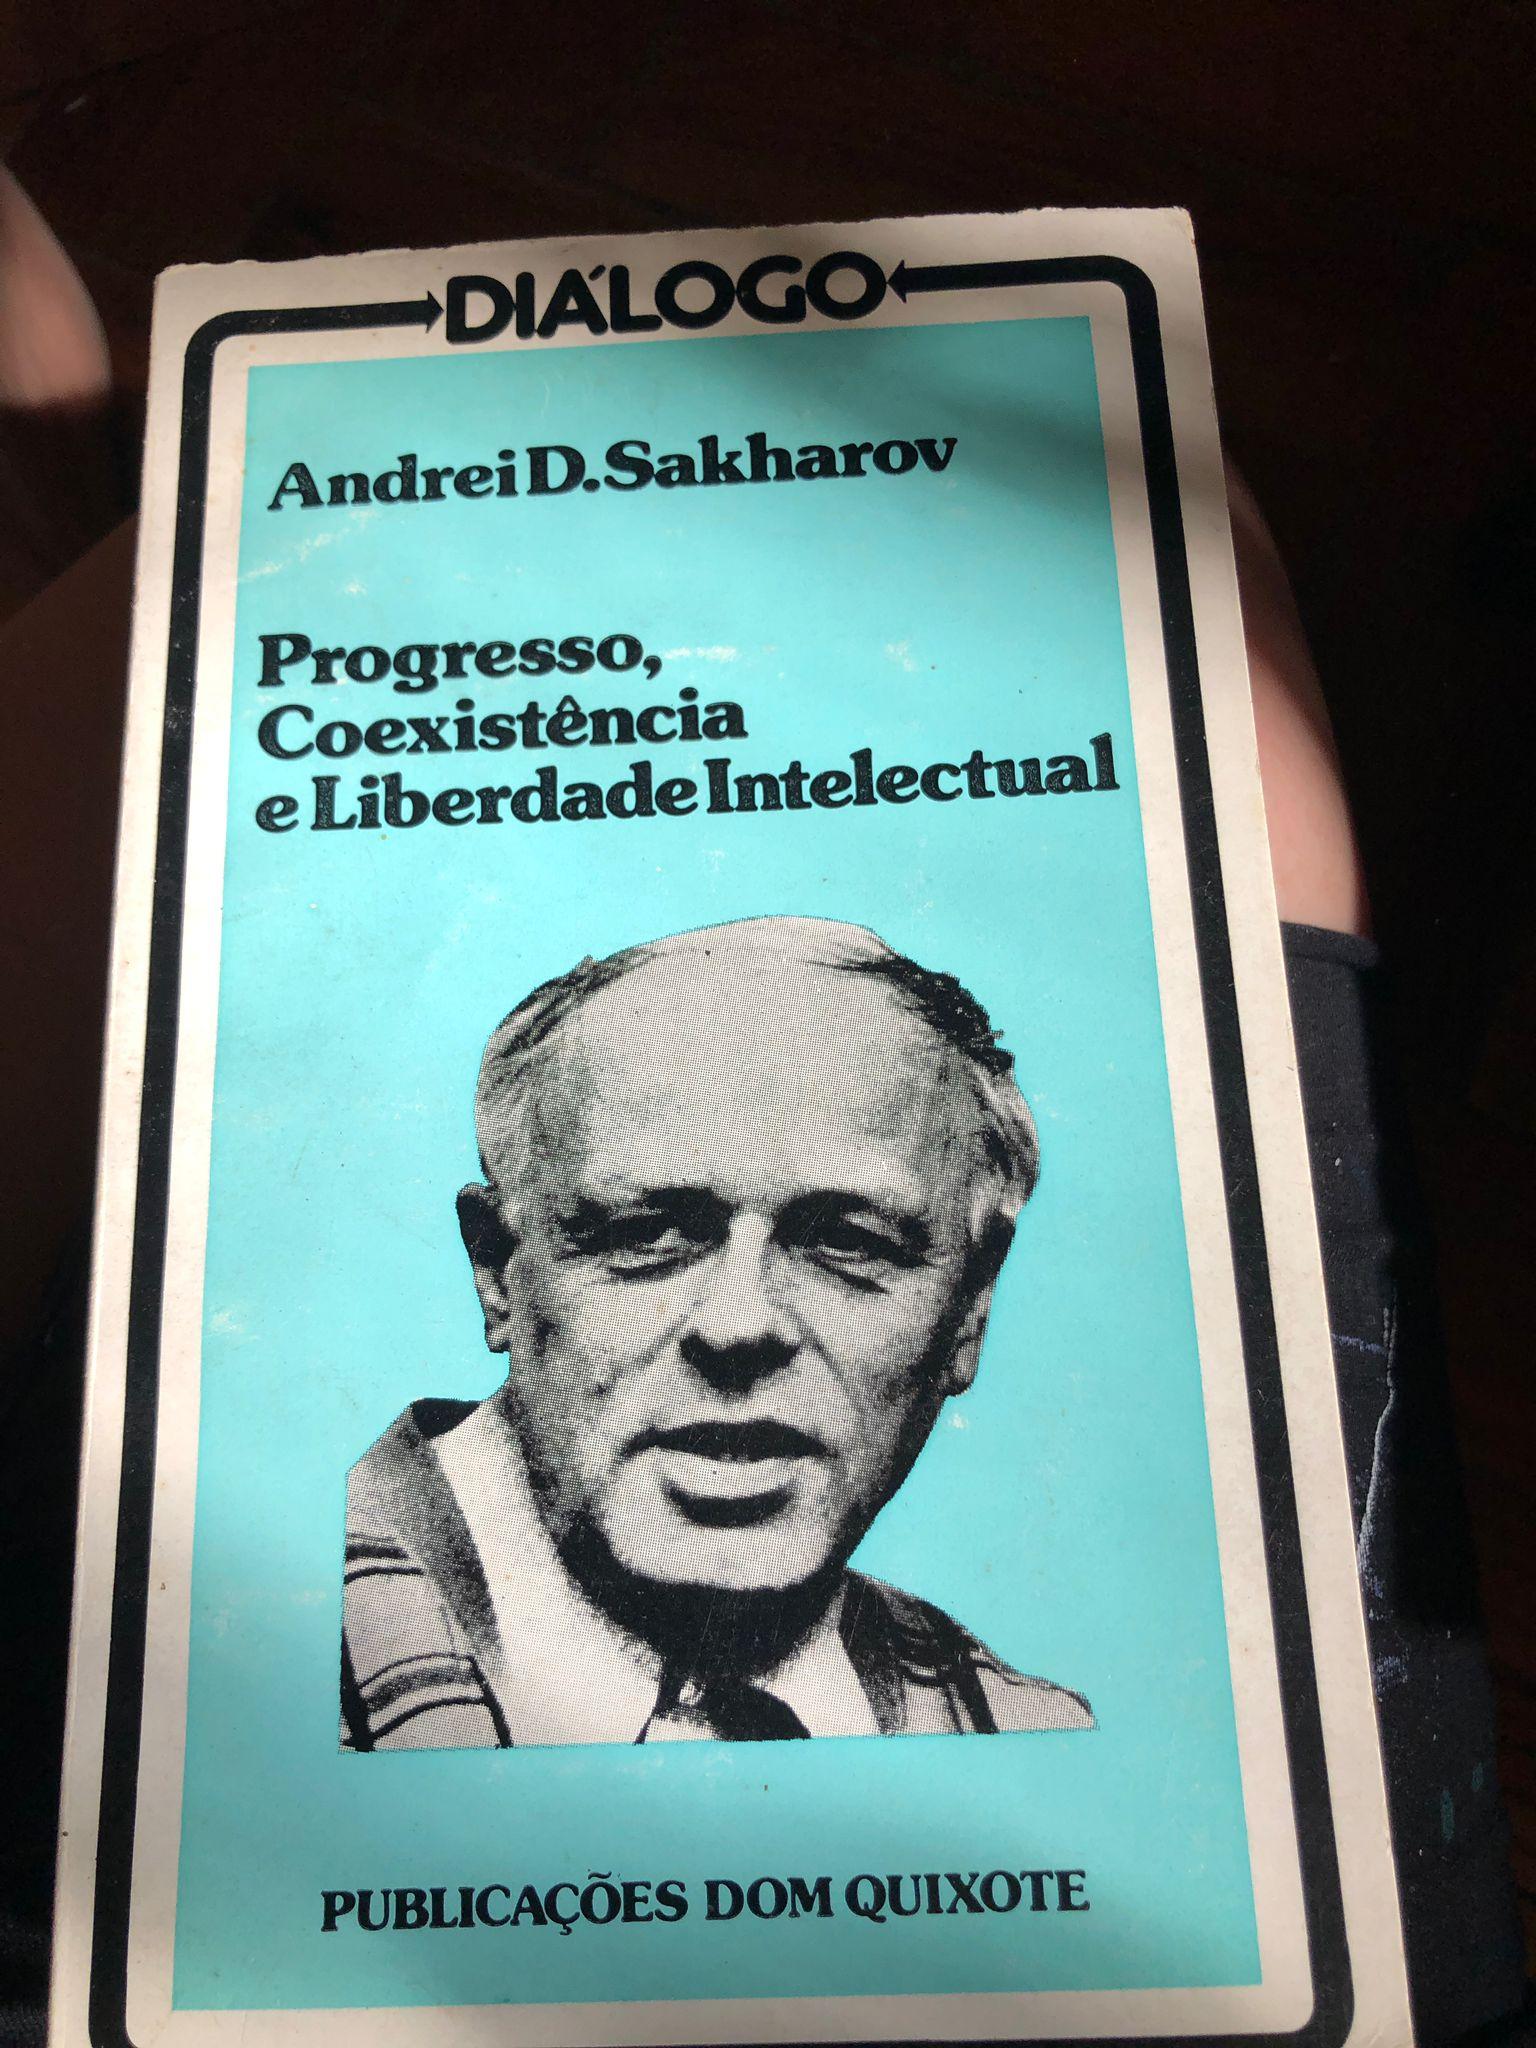 DIÁLOGO
Andrei D. Sakharov
Progresso,
Coexistência
e Liberdade Intelectual
PUBLICAÇÕES DOM QUIXOTE